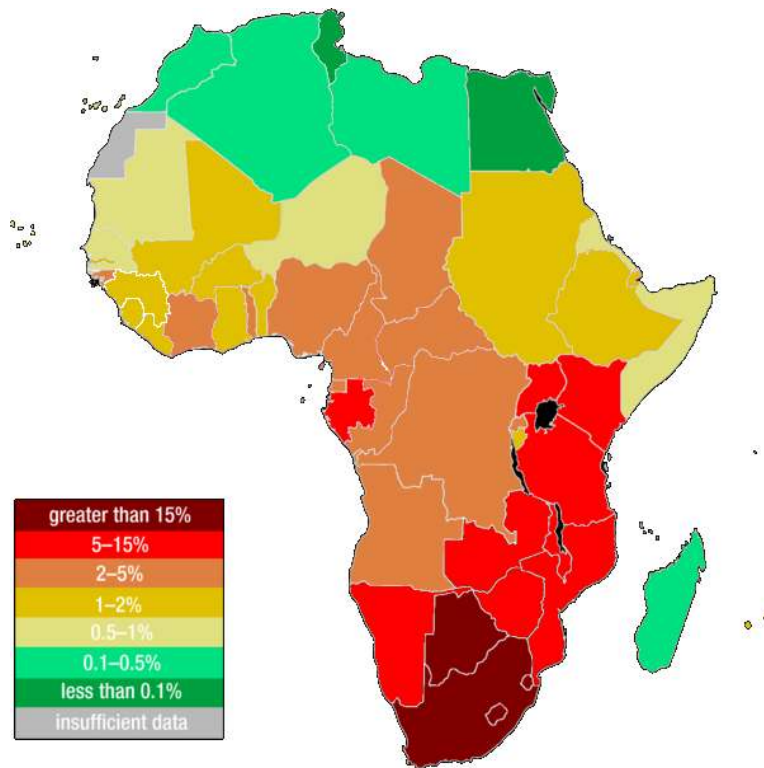 greater than 15%
5–15%
2–5%
1–2%
0.5–1%
0.1–0.5%
less than 0.1%
insufficient data